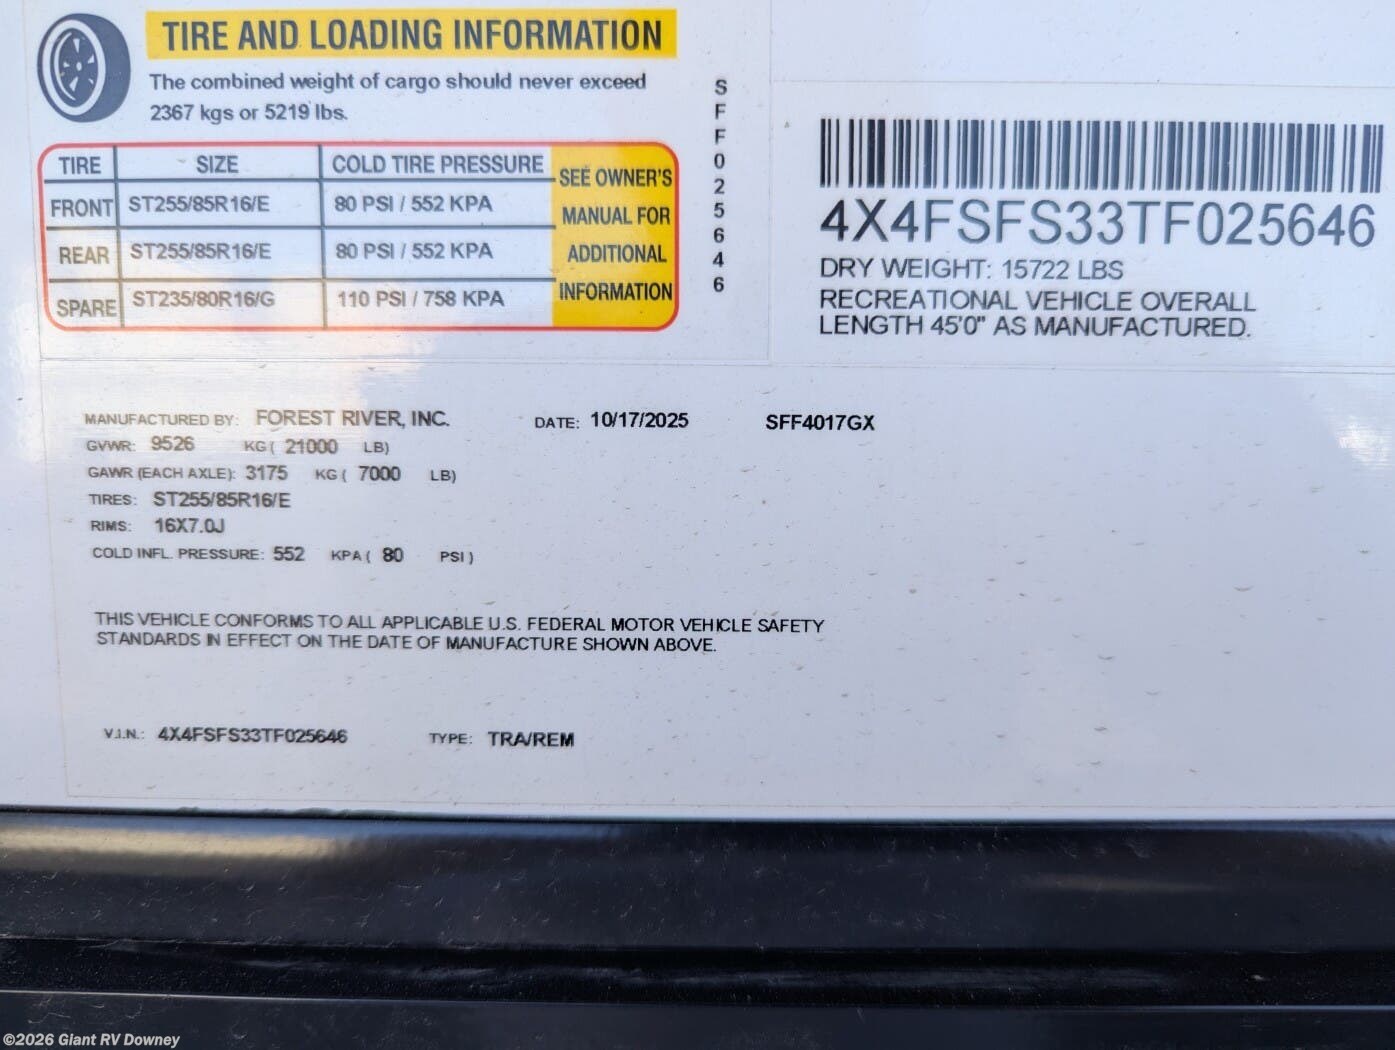 TIRE AND LOADING INFORMATION
The combined weight of cargo should never exceed
2367 kgs or 5219 lbs.
TIRE SIZE COLD TIRE PRESSURE
FRONT ST255/85R16/E 80 PSI / 552 KPA
REAR ST255/85R16/E 80 PSI / 552 KPA
SPARE ST235/80R16/G 110 PSI / 758 KPA
SEE OWNER'S
MANUAL FOR
ADDITIONAL
INFORMATION
SFF025646
4X4FSFS33TF025646
DRY WEIGHT: 15722 LBS
RECREATIONAL VEHICLE OVERALL
LENGTH 45'0" AS MANUFACTURED.
MANUFACTURED BY: FOREST RIVER, INC. DATE: 10/17/2025 SFF4017GX
GVWR: 9526 KG ( 21000 LB)
GAWR (EACH AXLE): 3175 KG ( 7000 LB)
TIRES: ST255/85R16/E
RIMS: 16X7.0J
COLD INFL. PRESSURE: 552 KPA ( 80 PSI )
THIS VEHICLE CONFORMS TO ALL APPLICABLE U.S. FEDERAL MOTOR VEHICLE SAFETY
STANDARDS IN EFFECT ON THE DATE OF MANUFACTURE SHOWN ABOVE.
V.I.N.: 4X4FSFS33TF025646 TYPE: TRA/REM
©2026 Giant RV Downey